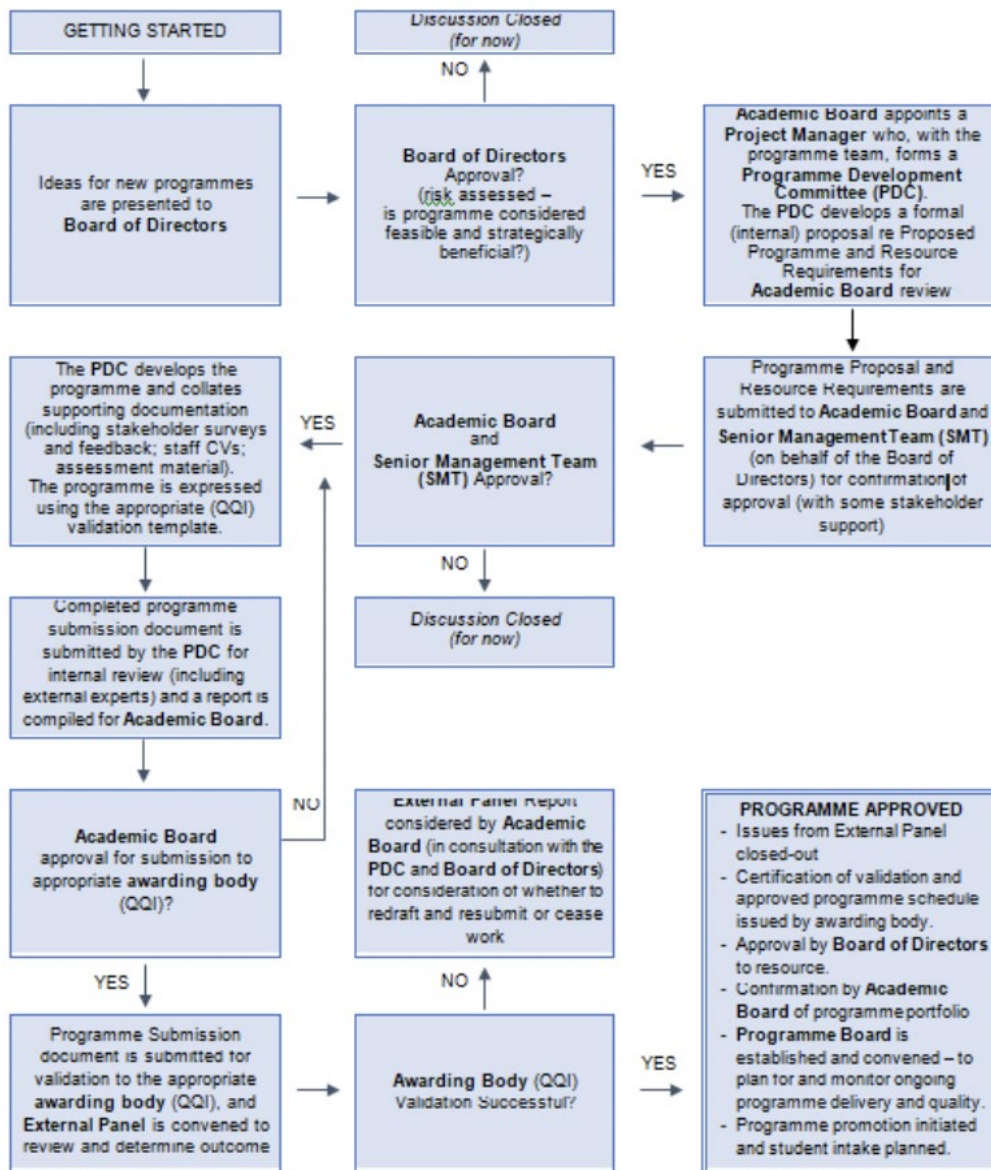 GETTING STARTED
Discussion Closed
(for now)
NO
Ideas for new programmes
are presented to
Board of Directors
Board of Directors
Approval?
(risk assessed –
is programme considered
feasible and strategically
beneficial?)
YES
Academic Board appoints a
Project Manager who, with the
programme team, forms a
Programme Development
Committee (PDC).
The PDC develops a formal
(internal) proposal re Proposed
Programme and Resource
Requirements for
Academic Board review
Programme Proposal and
Resource Requirements are
submitted to Academic Board and
Senior Management Team (SMT)
(on behalf of the Board of
Directors) for confirmation of
approval (with some stakeholder
support)
Academic Board
and
Senior Management Team
(SMT) Approval?
YES
NO
Discussion Closed
(for now)
The PDC develops the
programme and collates
supporting documentation
(including stakeholder surveys
and feedback; staff CVs;
assessment material).
The programme is expressed
using the appropriate (QQI)
validation template.
Completed programme
submission document is
submitted by the PDC for
internal review (including
external experts) and a report is
compiled for Academic Board.
Academic Board
approval for submission to
appropriate awarding body
(QQI)?
NO
YES
Programme Submission
document is submitted for
validation to the appropriate
awarding body (QQI), and
External Panel is convened to
review and determine outcome
Awarding Body (QQI)
Validation Successful?
NO
External Panel Report
considered by Academic
Board (in consultation with the
PDC and Board of Directors)
for consideration of whether to
redraft and resubmit or cease
work
YES
PROGRAMME APPROVED
- Issues from External Panel
closed-out
- Certification of validation and
approved programme schedule
issued by awarding body.
- Approval by Board of Directors
to resource.
- Confirmation by Academic
Board of programme portfolio
- Programme Board is
established and convened – to
plan for and monitor ongoing
programme delivery and quality.
- Programme promotion initiated
and student intake planned.